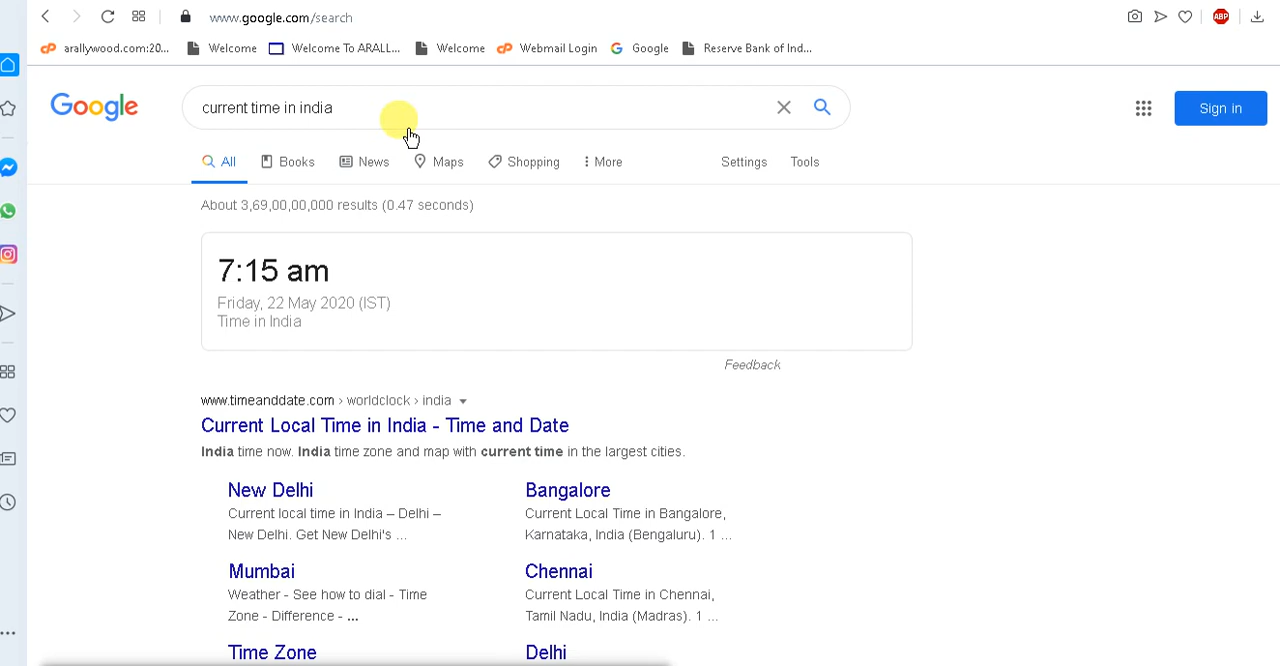 www.google.com/search
ABP
arallywood.com:20... Welcome Welcome To ARALL... Welcome Webmail Login Google Reserve Bank of Ind...
Google
current time in india
Sign in
All Books News Maps Shopping More Settings Tools
About 3,69,00,00,000 results (0.47 seconds)
7:15 am
Friday, 22 May 2020 (IST)
Time in India
Feedback
www.timeanddate.com › worldclock › india
Current Local Time in India - Time and Date
India time now. India time zone and map with current time in the largest cities.
New Delhi
Current local time in India – Delhi –
New Delhi. Get New Delhi's ...
Bangalore
Current Local Time in Bangalore,
Karnataka, India (Bengaluru). 1 ...
Mumbai
Weather - See how to dial - Time
Zone - Difference - ...
Chennai
Current Local Time in Chennai,
Tamil Nadu, India (Madras). 1 ...
Time Zone
Delhi